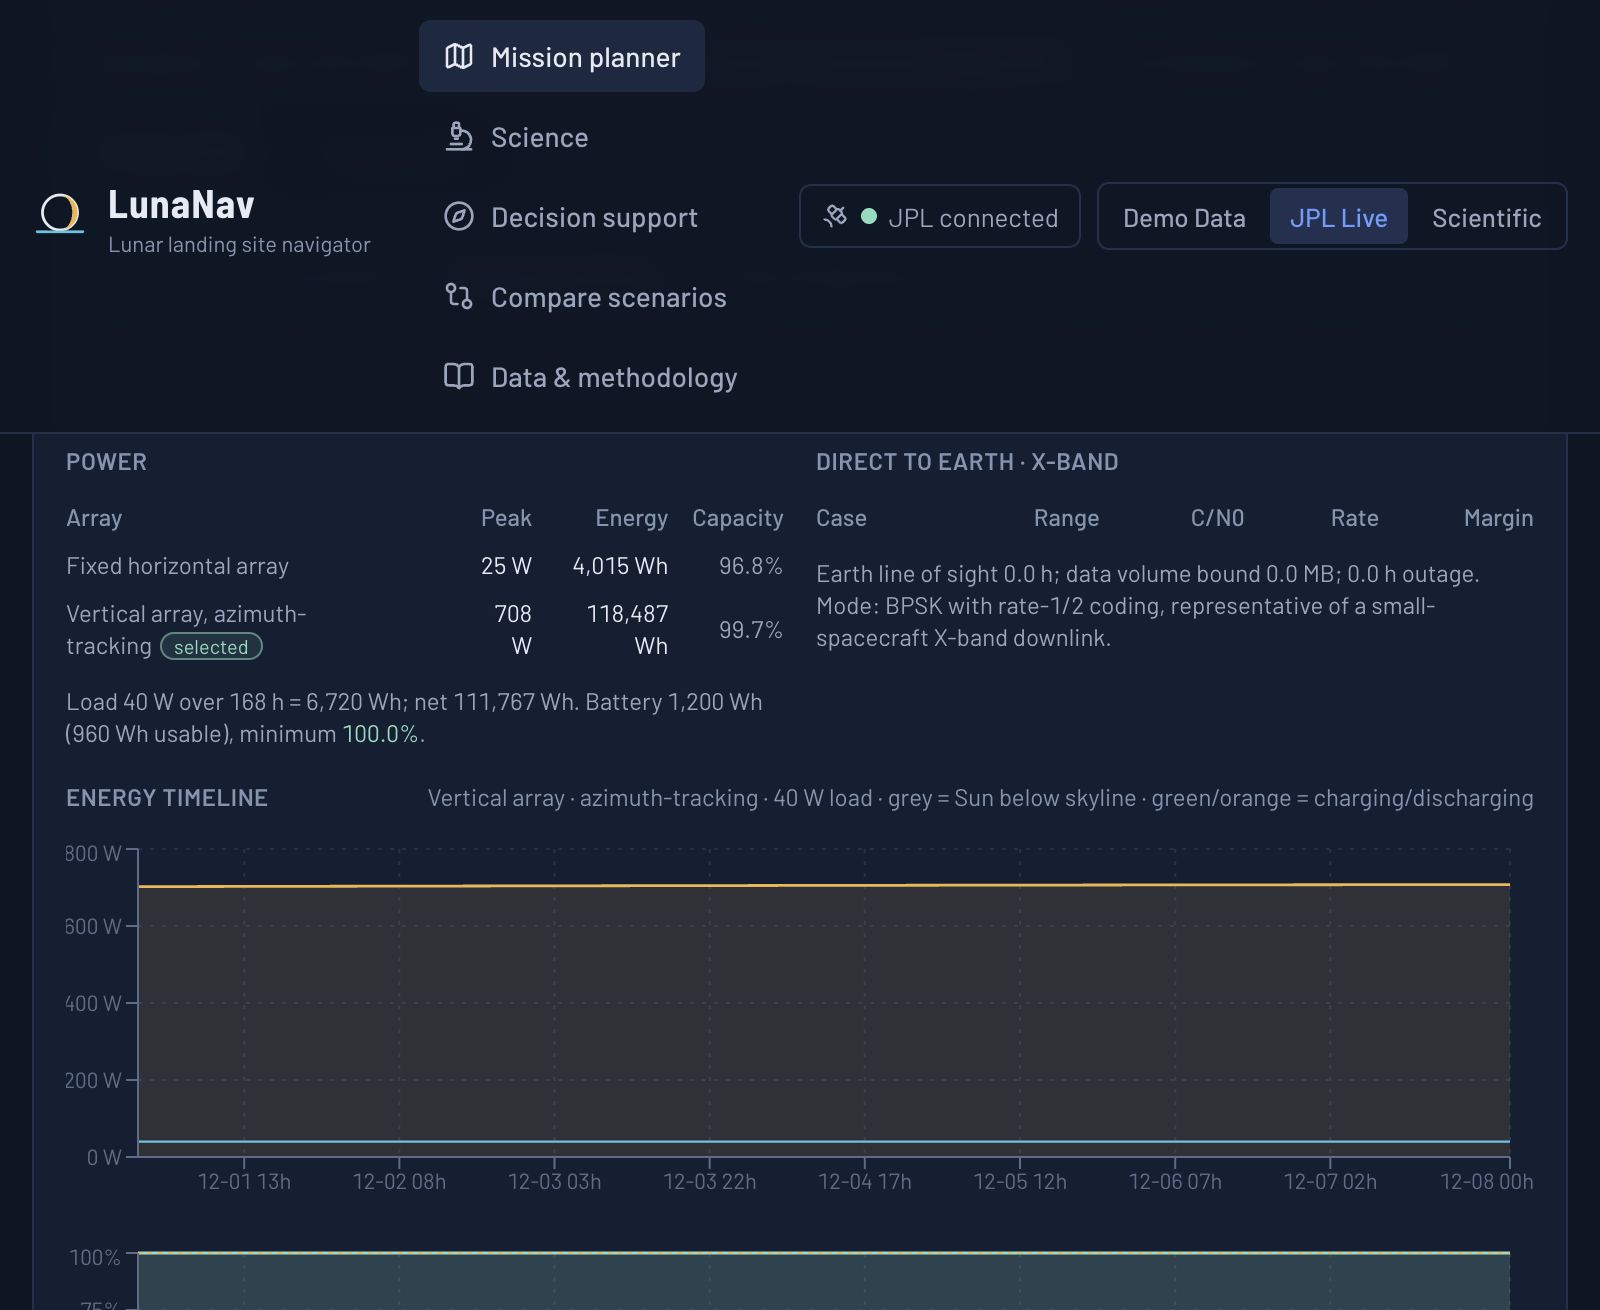 Mission planner
Science
LunaNav
Lunar landing site navigator
Decision support
JPL connected
Demo Data
JPL Live
Scientific
Compare scenarios
Data & methodology
POWER
Array Peak Energy Capacity
Fixed horizontal array 25 W 4,015 Wh 96.8%
Vertical array, azimuth- 708 118,487
tracking selected W Wh 99.7%
Load 40 W over 168 h = 6,720 Wh; net 111,767 Wh. Battery 1,200 Wh
(960 Wh usable), minimum 100.0%.
DIRECT TO EARTH · X-BAND
Case Range C/N0 Rate Margin
Earth line of sight 0.0 h; data volume bound 0.0 MB; 0.0 h outage.
Mode: BPSK with rate-1/2 coding, representative of a small-
spacecraft X-band downlink.
ENERGY TIMELINE
Vertical array · azimuth-tracking · 40 W load · grey = Sun below skyline · green/orange = charging/discharging
800 W
600 W
400 W
200 W
0 W
12-01 13h 12-02 08h 12-03 03h 12-03 22h 12-04 17h 12-05 12h 12-06 07h 12-07 02h 12-08 00h
100%
75%